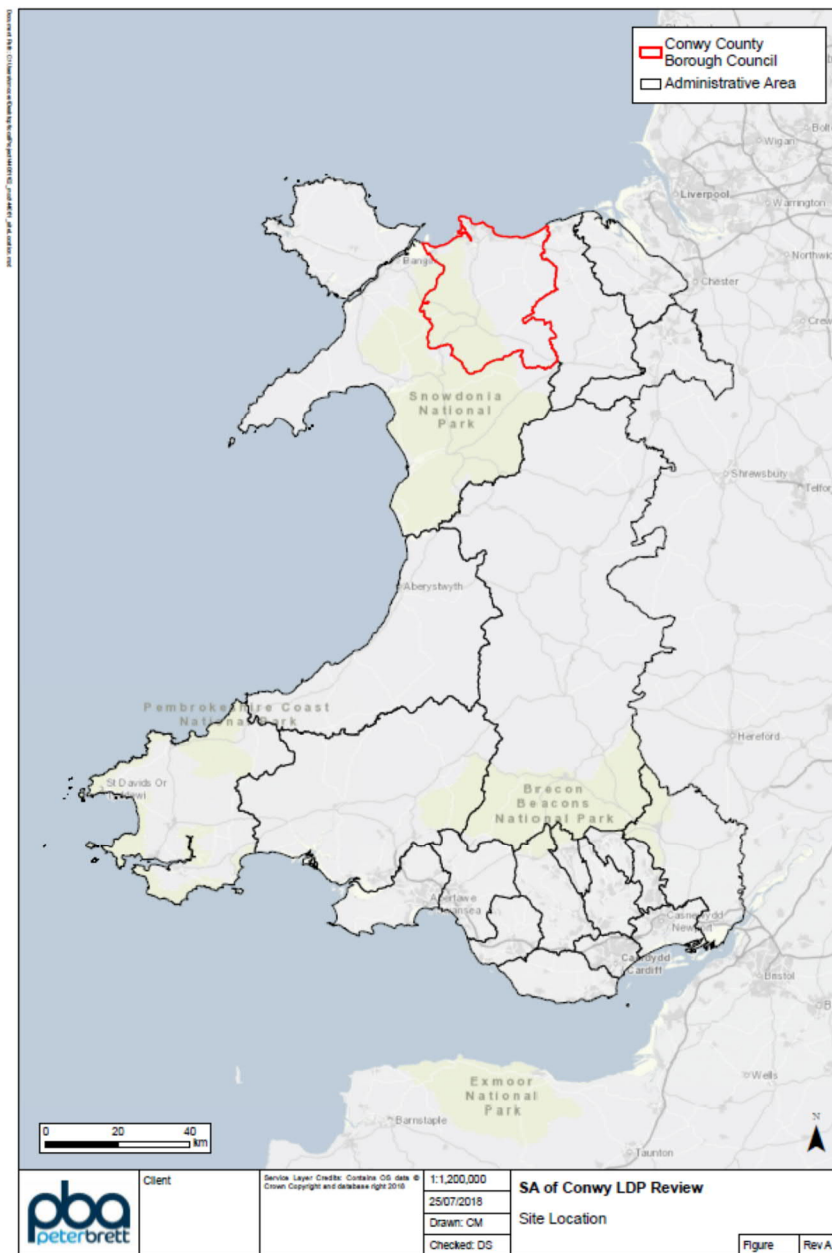 Conwy County
Borough Council
Administrative Area
Wigan
Liverpool
Warrington
Chester
Snowdonia
National
Park
Shrewsbury
Aberystwyth
Pembrokeshire Coast
National Park
Hereford
St Davids Or
Brecon
Beacons
National Park
Casnewydd
Newport
Caerdydd
Cardiff
Bristol
Wells
Exmoor
National
Park
Barnstaple
Taunton
0 20 40
km
N
pba
peterbrett
Client
Service Layer Credits: Contains OS data ©
Crown Copyright and database right 2018
1:1,200,000
25/07/2018
Drawn: CM
Checked: DS
SA of Conwy LDP Review
Site Location
Figure
Rev A